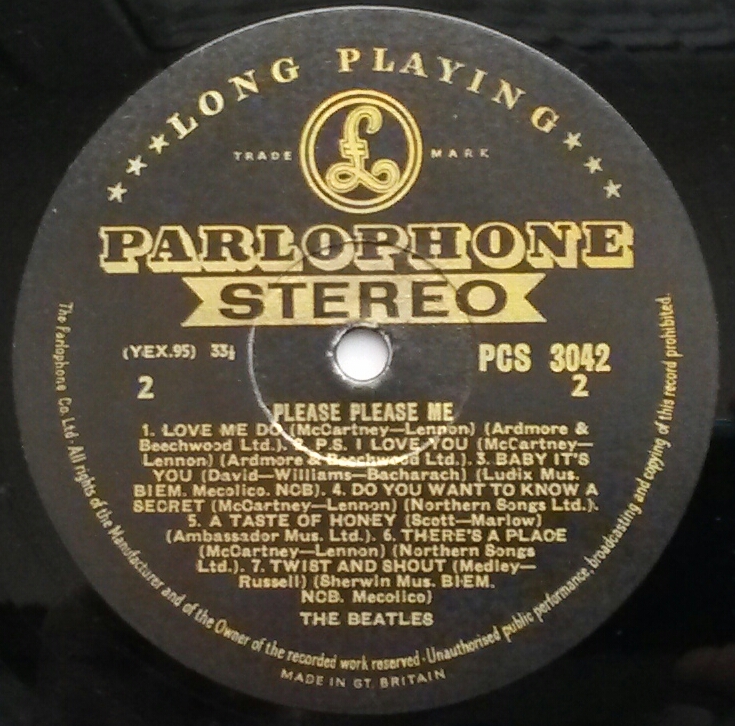 ★★★LONG PLAYING★★★
TRADE £ MARK
PARLOPHONE
STEREO
(YEX.95) 33⅓
PCS 3042
2
2
PLEASE PLEASE ME
1. LOVE ME DO (McCartney—Lennon) (Ardmore &
Beechwood Ltd.). 2. P.S. I LOVE YOU (McCartney—
Lennon) (Ardmore & Beechwood Ltd.). 3. BABY IT'S
YOU (David—Williams—Bacharach) (Ludix Mus.
BIEM. Mecolico. NCB). 4. DO YOU WANT TO KNOW A
SECRET (McCartney—Lennon) (Northern Songs Ltd.).
5. A TASTE OF HONEY (Scott—Marlow)
(Ambassador Mus. Ltd.). 6. THERE'S A PLACE
(McCartney—Lennon) (Northern Songs
Ltd.). 7. TWIST AND SHOUT (Medley—
Russell) (Sherwin Mus. BIEM.
NCB. Mecolico)
THE BEATLES
The Parlophone Co. Ltd · All rights of the Manufacturer and of the Owner of the recorded work reserved · Unauthorised public performance, broadcasting and copying of this record prohibited.
MADE IN GT. BRITAIN